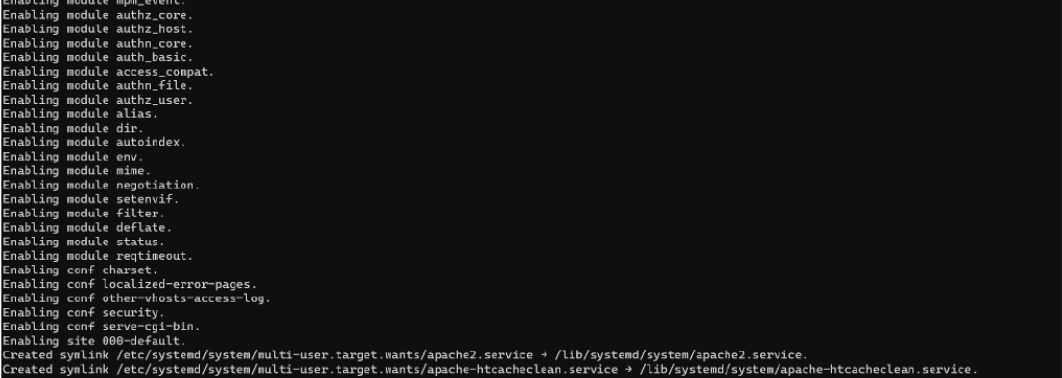 Enabling module mpm_event.
Enabling module authz_core.
Enabling module authz_host.
Enabling module authn_core.
Enabling module auth_basic.
Enabling module access_compat.
Enabling module authn_file.
Enabling module authz_user.
Enabling module alias.
Enabling module dir.
Enabling module autoindex.
Enabling module env.
Enabling module mime.
Enabling module negotiation.
Enabling module setenvif.
Enabling module filter.
Enabling module deflate.
Enabling module status.
Enabling module reqtimeout.
Enabling conf charset.
Enabling conf localized-error-pages.
Enabling conf other-vhosts-access-log.
Enabling conf security.
Enabling conf serve-cgi-bin.
Enabling site 000-default.
Created symlink /etc/systemd/system/multi-user.target.wants/apache2.service → /lib/systemd/system/apache2.service.
Created symlink /etc/systemd/system/multi-user.target.wants/apache-htcacheclean.service → /lib/systemd/system/apache-htcacheclean.service.